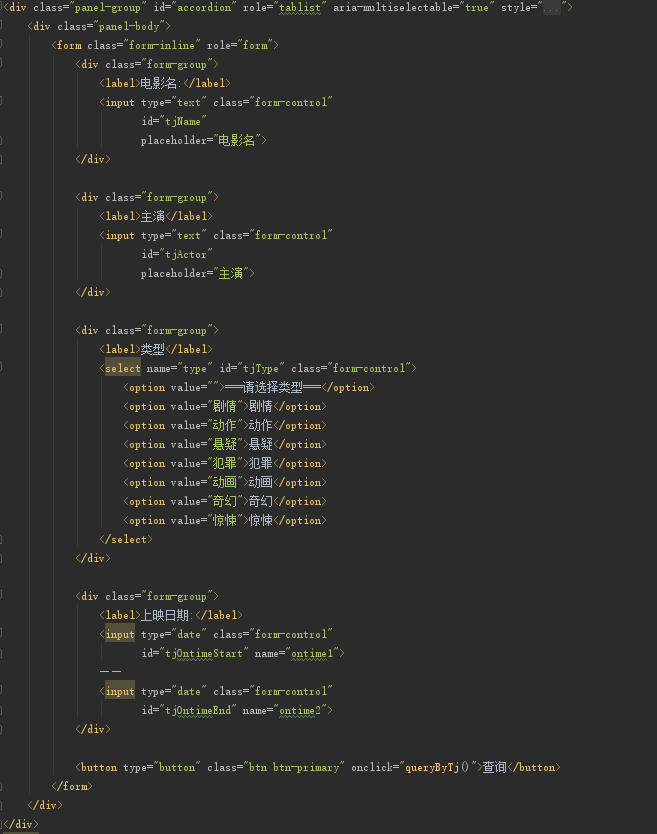 <div class="panel-group" id="accordion" role="tablist" aria-multiselectable="true" style="...">
<div class="panel-body">
<form class="form-inline" role="form">
<div class="form-group">
<label>电影名:</label>
<input type="text" class="form-control"
id="tjName"
placeholder="电影名">
</div>
<div class="form-group">
<label>主演</label>
<input type="text" class="form-control"
id="tjActor"
placeholder="主演">
</div>
<div class="form-group">
<label>类型</label>
<select name="type" id="tjType" class="form-control">
<option value="">===请选择类型===</option>
<option value="剧情">剧情</option>
<option value="动作">动作</option>
<option value="悬疑">悬疑</option>
<option value="犯罪">犯罪</option>
<option value="动画">动画</option>
<option value="奇幻">奇幻</option>
<option value="惊悚">惊悚</option>
</select>
</div>
<div class="form-group">
<label>上映日期:</label>
<input type="date" class="form-control"
id="tjOntimeStart" name="ontime1">
——
<input type="date" class="form-control"
id="tjOntimeEnd" name="ontime2">
</div>
<button type="button" class="btn btn-primary" onclick="queryByTj()">查询</button>
</form>
</div>
</div>